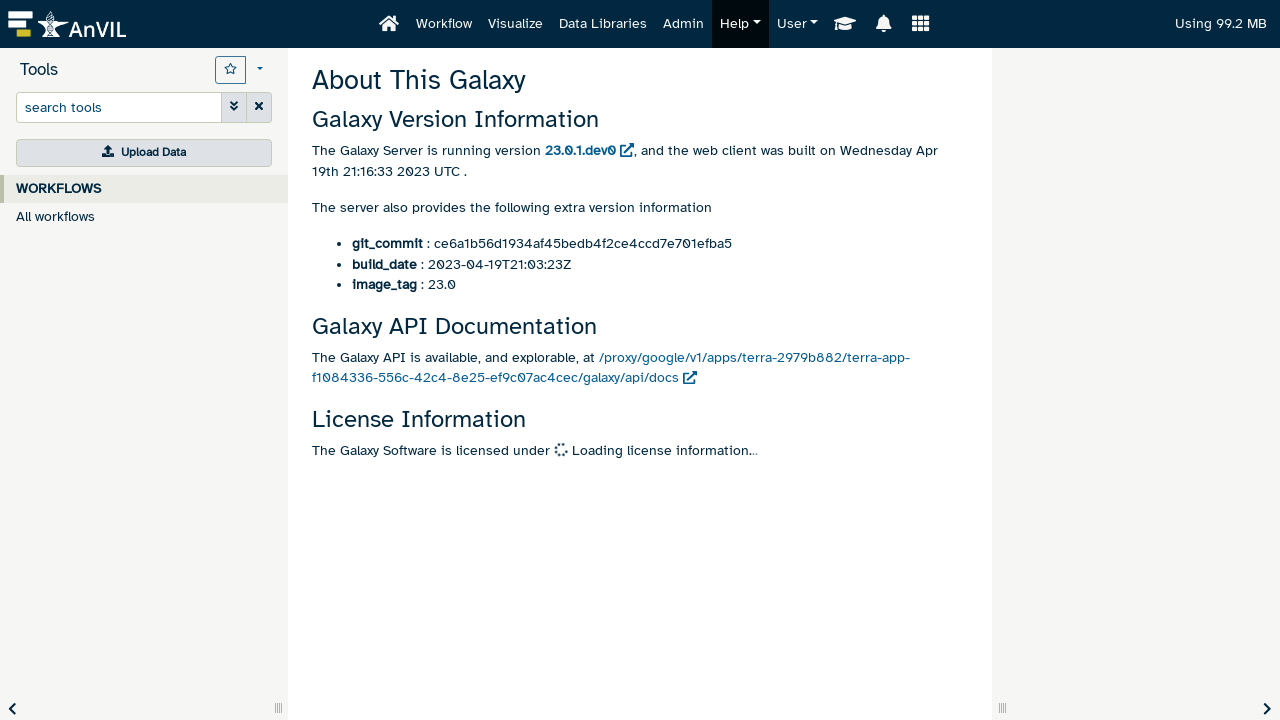 AnVIL
Workflow Visualize Data Libraries Admin Help User Using 99.2 MB
Tools
search tools
Upload Data
WORKFLOWS
All workflows
About This Galaxy
Galaxy Version Information
The Galaxy Server is running version 23.0.1.dev0, and the web client was built on Wednesday Apr
19th 21:16:33 2023 UTC .
The server also provides the following extra version information
git_commit : ce6a1b56d1934af45bedb4f2ce4ccd7e701efba5
build_date : 2023-04-19T21:03:23Z
image_tag : 23.0
Galaxy API Documentation
The Galaxy API is available, and explorable, at /proxy/google/v1/apps/terra-2979b882/terra-app-
f1084336-556c-42c4-8e25-ef9c07ac4cec/galaxy/api/docs
License Information
The Galaxy Software is licensed under Loading license information...